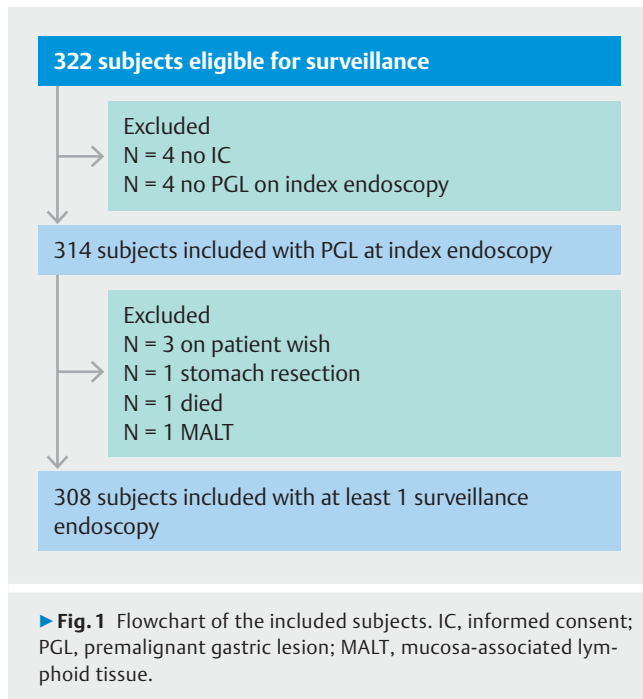 322 subjects eligible for surveillance
Excluded
N = 4 no IC
N = 4 no PGL on index endoscopy
314 subjects included with PGL at index endoscopy
Excluded
N = 3 on patient wish
N = 1 stomach resection
N = 1 died
N = 1 MALT
308 subjects included with at least 1 surveillance
endoscopy
▶ Fig. 1 Flowchart of the included subjects. IC, informed consent;
PGL, premalignant gastric lesion; MALT, mucosa-associated lym-
phoid tissue.